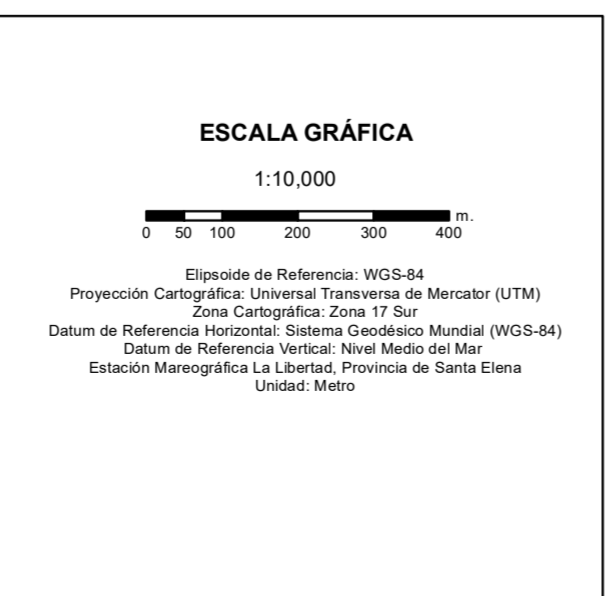 ESCALA GRÁFICA
1:10,000
m.
0 50 100 200 300 400
Elipsoide de Referencia: WGS-84
Proyección Cartográfica: Universal Transversa de Mercator (UTM)
Zona Cartográfica: Zona 17 Sur
Datum de Referencia Horizontal: Sistema Geodésico Mundial (WGS-84)
Datum de Referencia Vertical: Nivel Medio del Mar
Estación Mareográfica La Libertad, Provincia de Santa Elena
Unidad: Metro